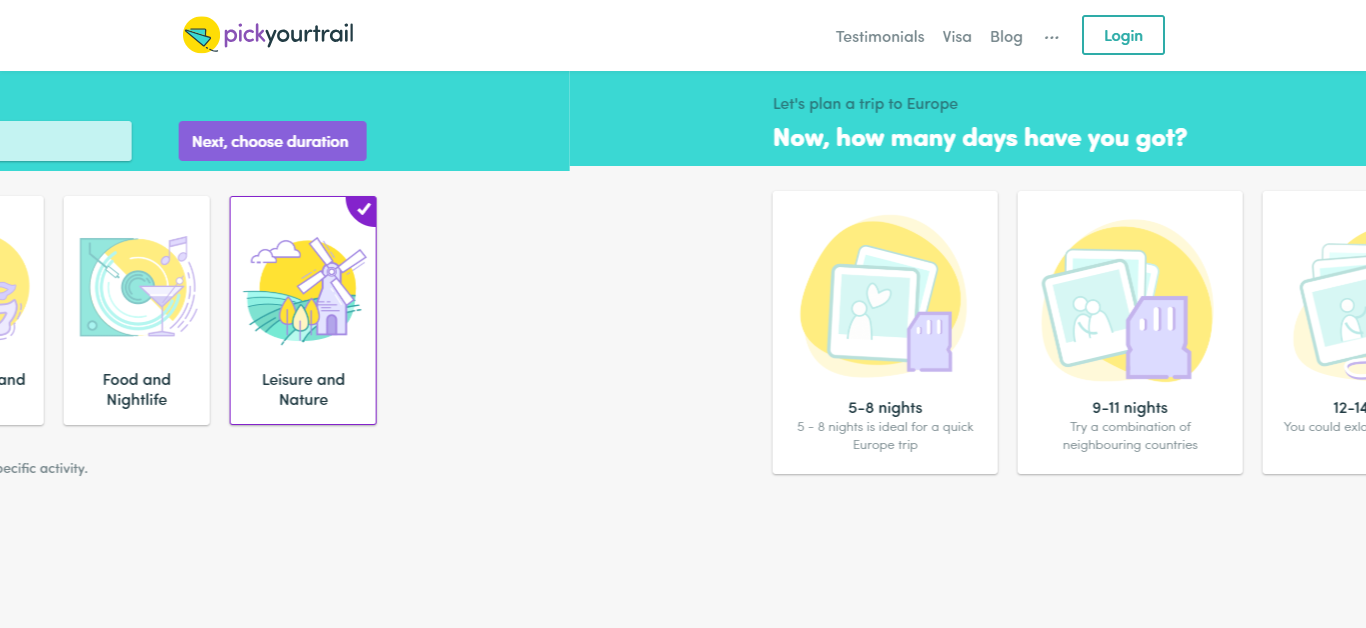 pickyourtrail
Testimonials
Visa
Blog
...
Login
Next, choose duration
Let's plan a trip to Europe
Now, how many days have you got?
and
Food and
Nightlife
Leisure and
Nature
pecific activity.
5-8 nights
5 - 8 nights is ideal for a quick
Europe trip
9-11 nights
Try a combination of
neighbouring countries
12-14
You could exlo